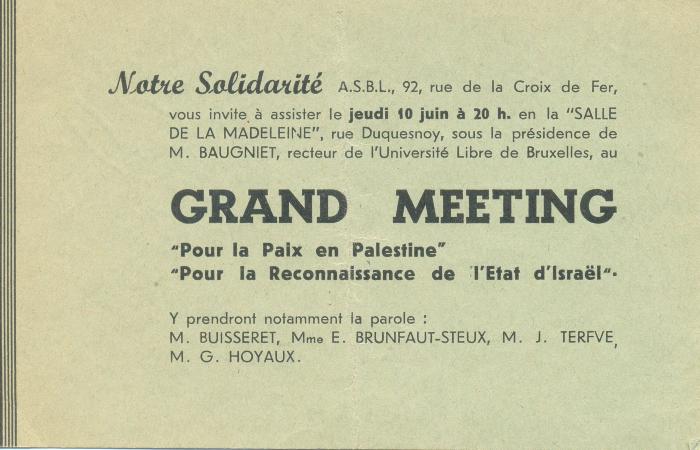 Notre Solidarité A.S.B.L., 92, rue de la Croix de Fer,
vous invite à assister le jeudi 10 juin à 20 h. en la "SALLE
DE LA MADELEINE", rue Duquesnoy, sous la présidence de
M. BAUGNIET, recteur de l'Université Libre de Bruxelles, au
GRAND MEETING
"Pour la Paix en Palestine"
"Pour la Reconnaissance de l'Etat d'Israël".
Y prendront notamment la parole :
M. BUISSERET, Mme E. BRUNFAUT-STEUX, M. J. TERFVE,
M. G. HOYAUX.